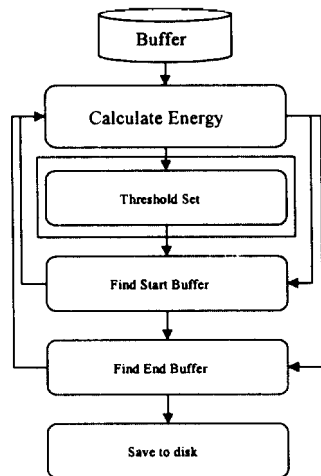 Buffer
Calculate Energy
Threshold Set
Find Start Buffer
Find End Buffer
Save to disk